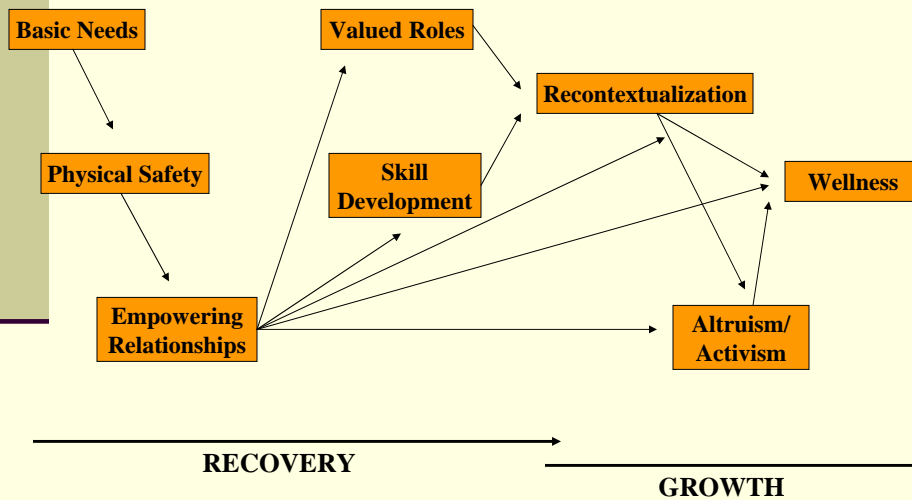 Basic Needs
Valued Roles
Recontextualization
Physical Safety
Skill
Development
Wellness
Empowering
Relationships
Altruism/
Activism
RECOVERY
GROWTH